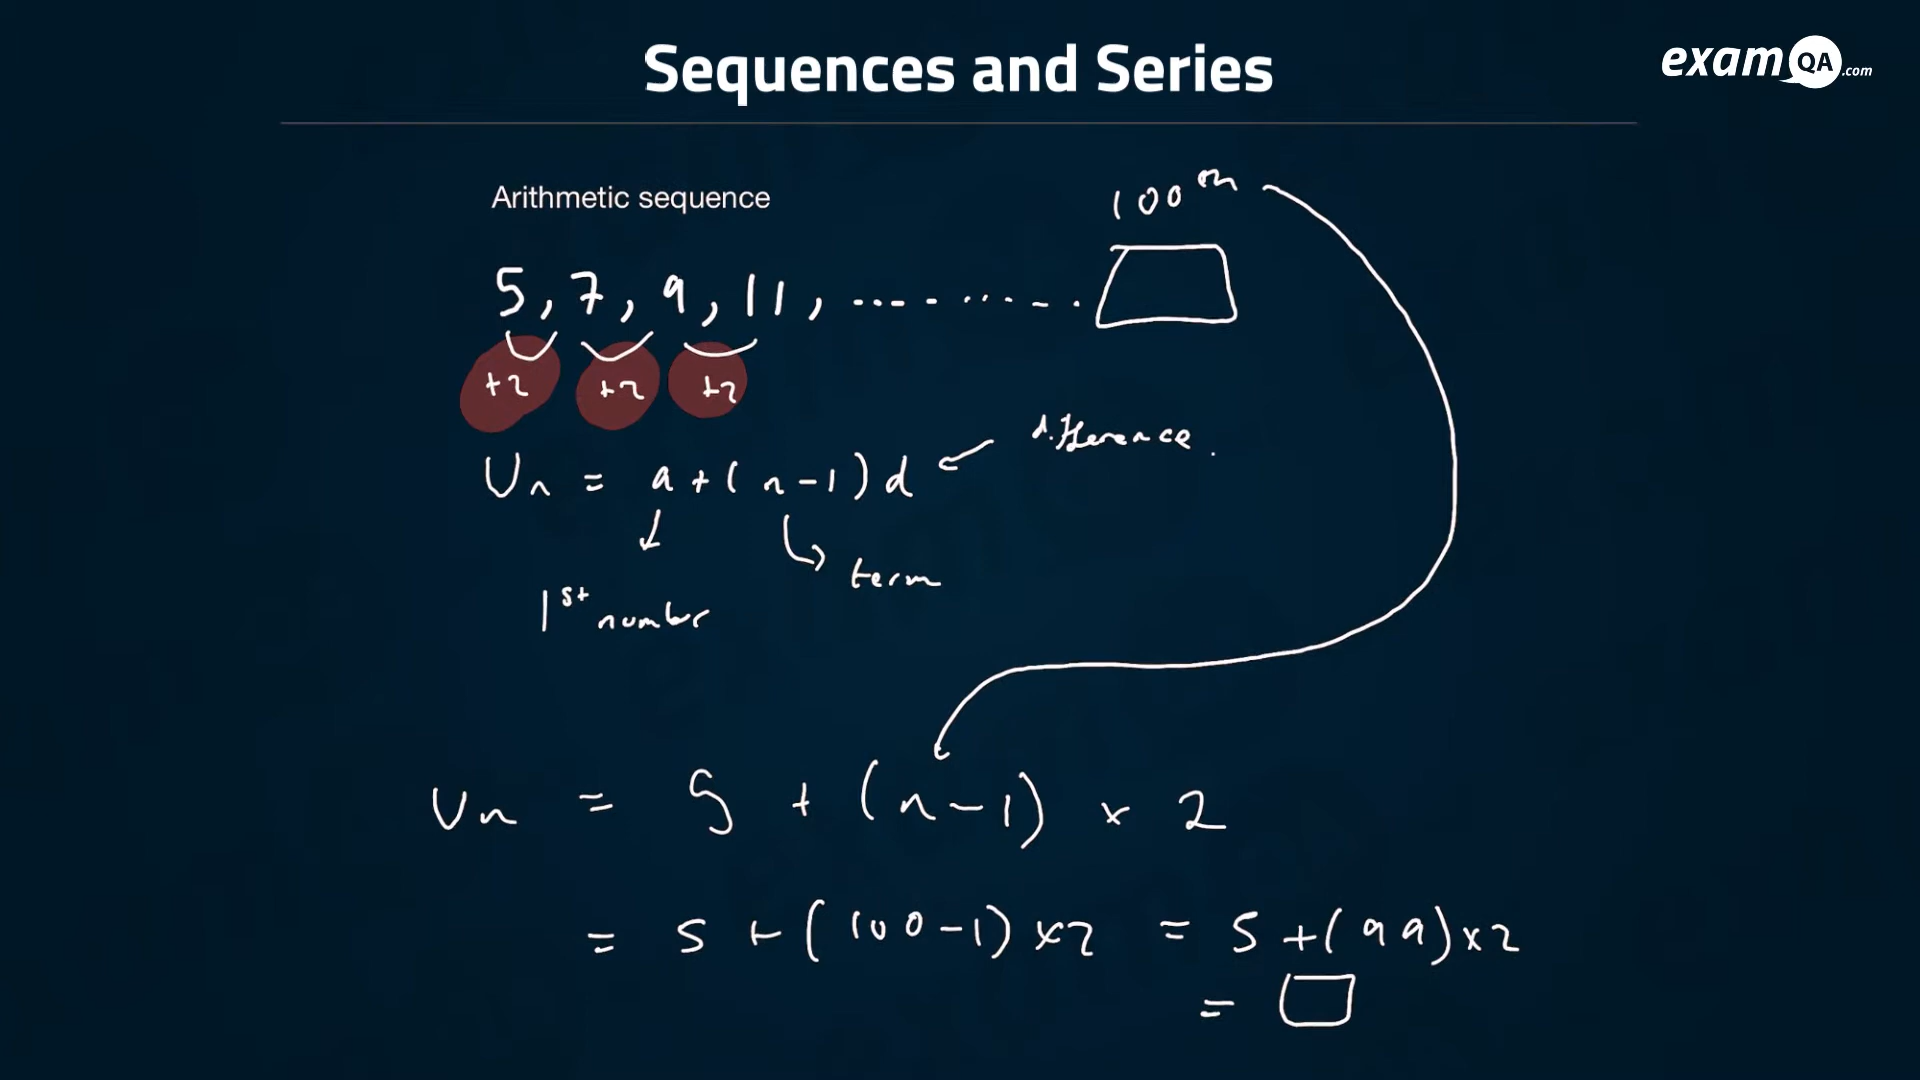 Sequences and Series
examQA.com
Arithmetic sequence
100th
5, 7, 9, 11, ..........
+2 +2 +2
difference.
Un = a + (n-1)d
term
1st number
Un = 5 + (n-1) x 2
= 5 + (100-1) x2 = 5 + (99) x2
=